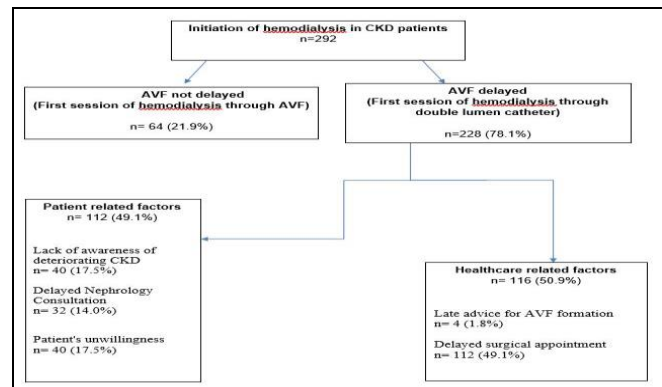 Initiation of hemodialysis in CKD patients
n=292
AVF not delayed
(First session of hemodialysis through AVF)
n= 64 (21.9%)
AVF delayed
(First session of hemodialysis through
double lumen catheter)
n=228 (78.1%)
Patient related factors
n= 112 (49.1%)
Lack of awareness of
deteriorating CKD
n= 40 (17.5%)
Delayed Nephrology
Consultation
n= 32 (14.0%)
Patient's unwillingness
n= 40 (17.5%)
Healthcare related factors
n= 116 (50.9%)
Late advice for AVF formation
n= 4 (1.8%)
Delayed surgical appointment
n= 112 (49.1%)